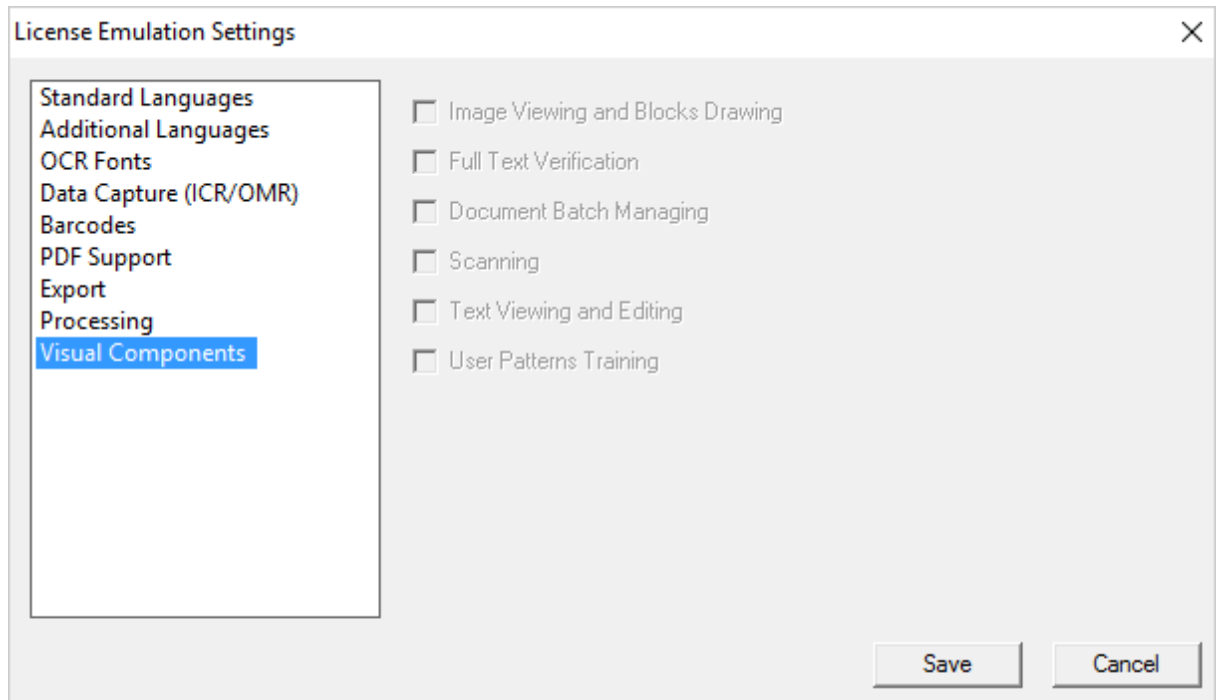 License Emulation Settings
Standard Languages
Additional Languages
OCR Fonts
Data Capture (ICR/OMR)
Barcodes
PDF Support
Export
Processing
Visual Components
Image Viewing and Blocks Drawing
Full Text Verification
Document Batch Managing
Scanning
Text Viewing and Editing
User Patterns Training
Save
Cancel